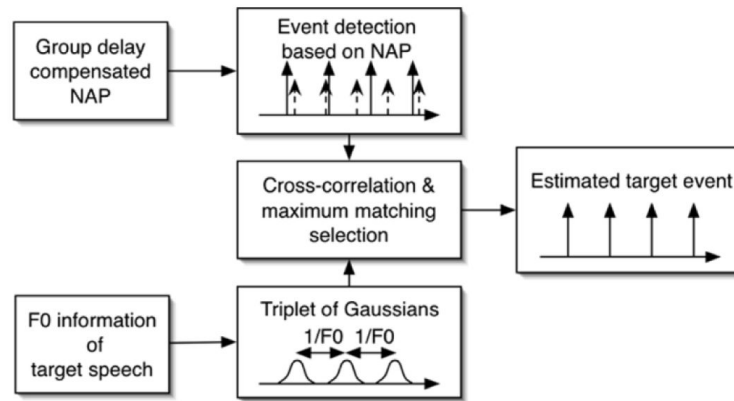 Group delay
compensated
NAP
Event detection
based on NAP
Cross-correlation &
maximum matching
selection
Estimated target event
F0 information
of
target speech
Triplet of Gaussians
1/F0 1/F0